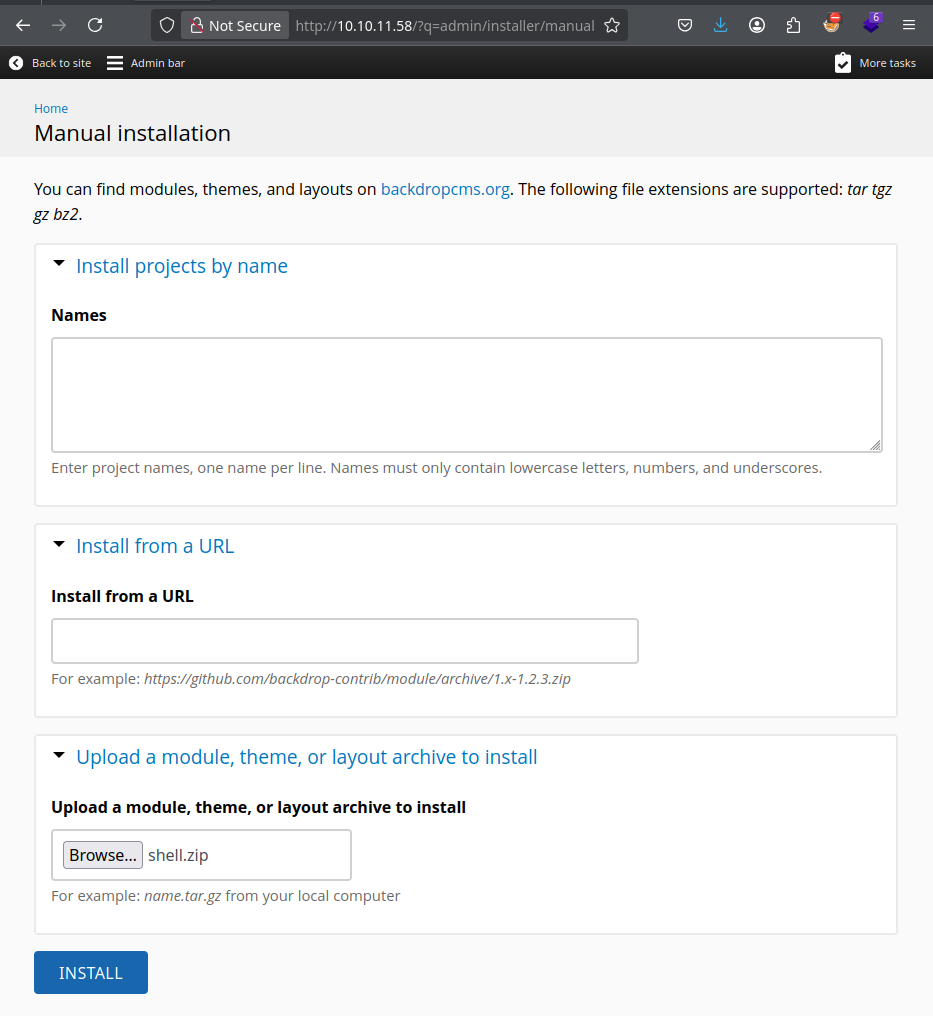 Not Secure http://10.10.11.58/?q=admin/installer/manual 6
Back to site Admin bar More tasks
Home
Manual installation
You can find modules, themes, and layouts on backdropcms.org. The following file extensions are supported: tar tgz
gz bz2.
Install projects by name
Names
Enter project names, one name per line. Names must only contain lowercase letters, numbers, and underscores.
Install from a URL
Install from a URL
For example: https://github.com/backdrop-contrib/module/archive/1.x-1.2.3.zip
Upload a module, theme, or layout archive to install
Upload a module, theme, or layout archive to install
Browse... shell.zip
For example: name.tar.gz from your local computer
INSTALL